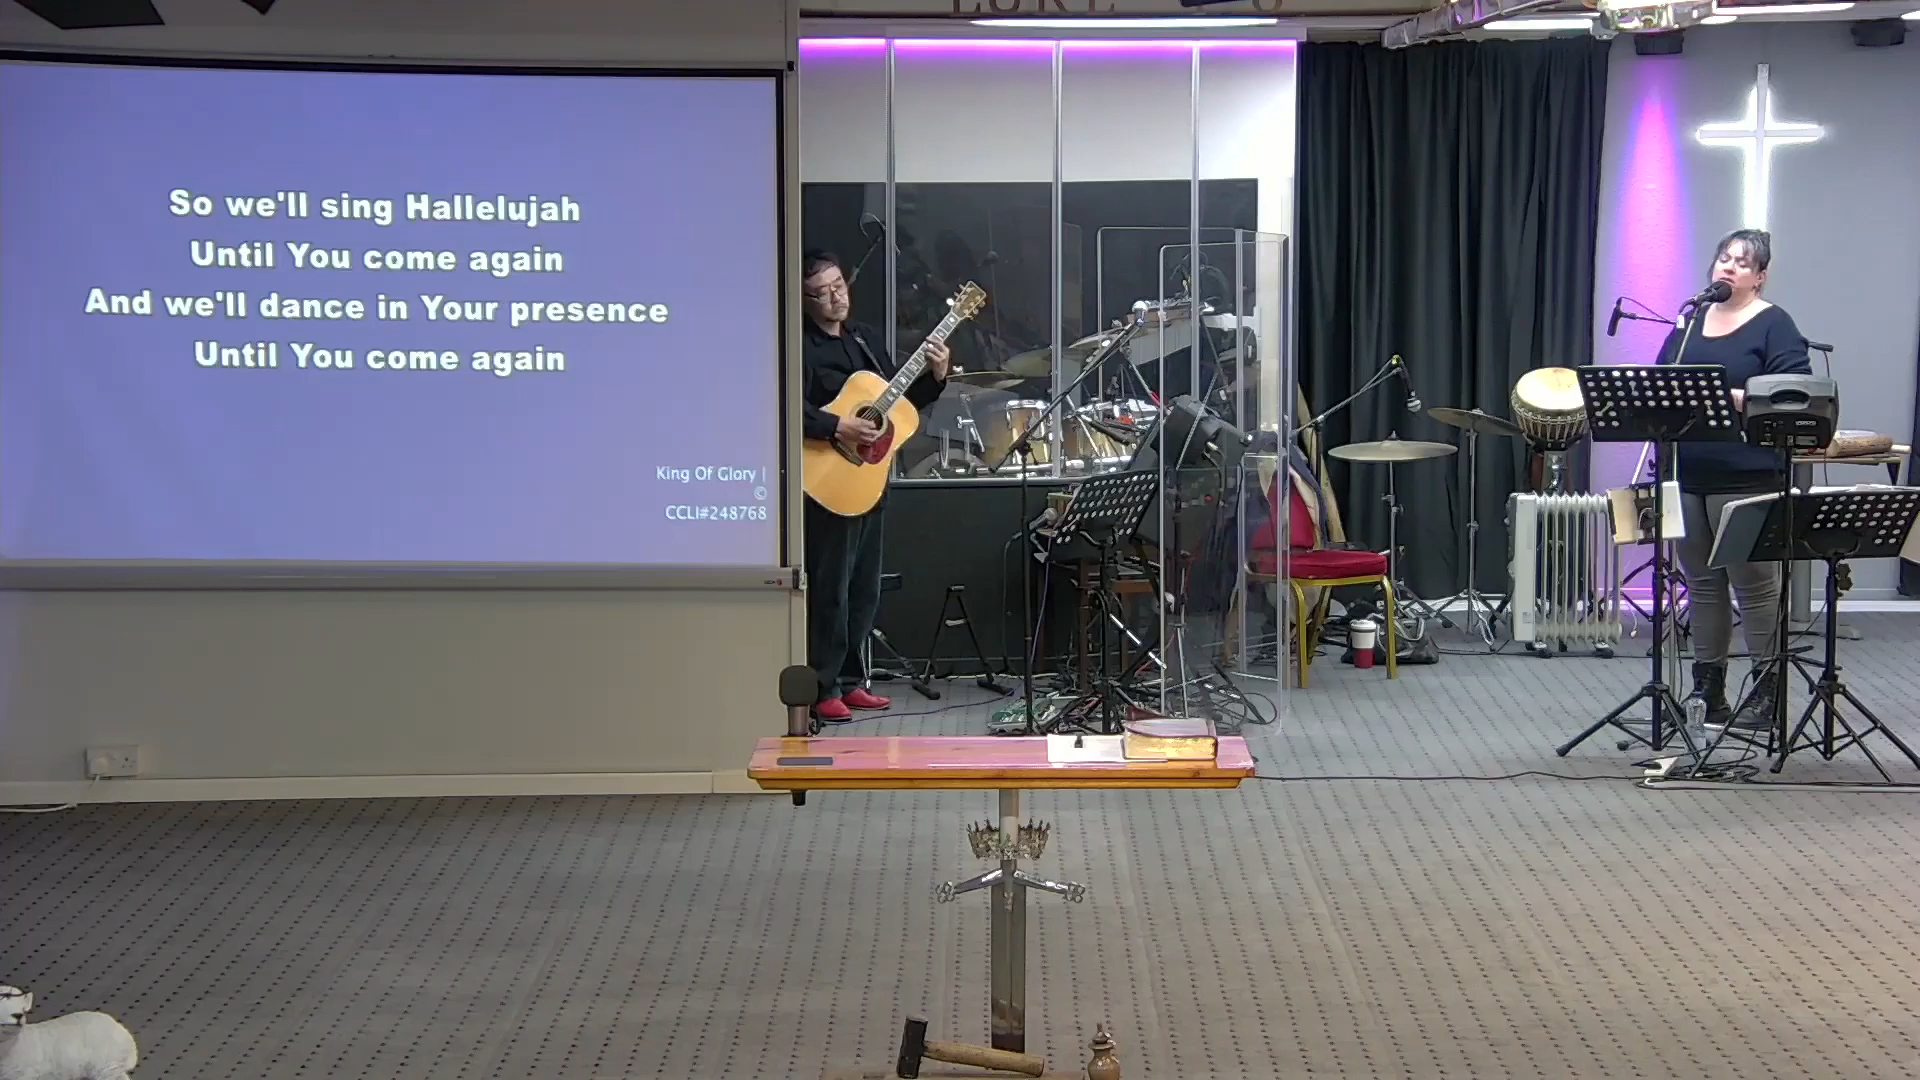 LUKE
So we'll sing Hallelujah
Until You come again
And we'll dance in Your presence
Until You come again
King Of Glory |
©
CCLI#248768